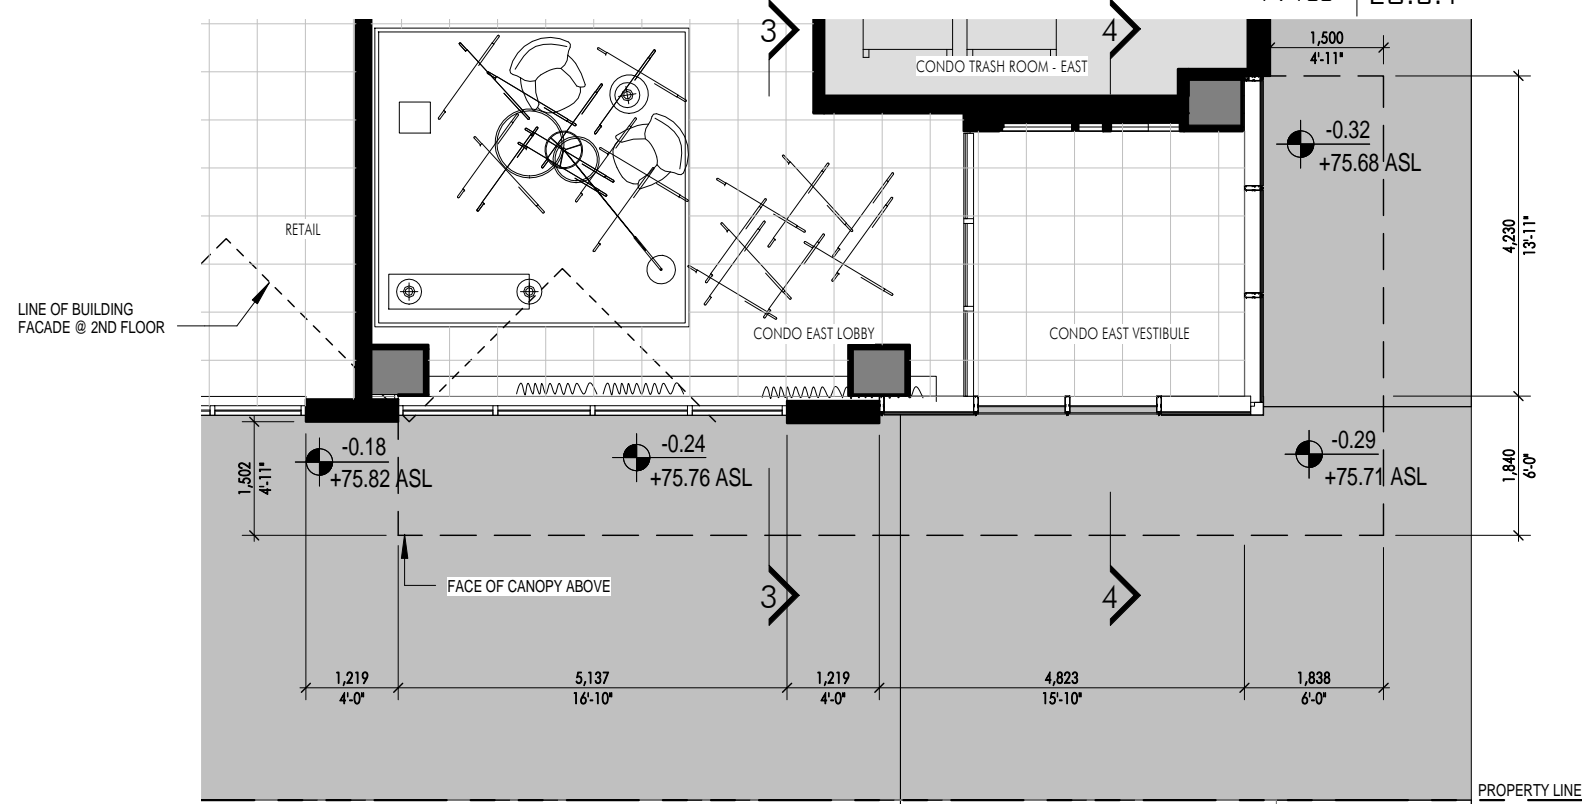 3
4
1,500
4'-11"
CONDO TRASH ROOM - EAST
-0.32
+75.68 ASL
RETAIL
4,230
13'-11"
LINE OF BUILDING
FACADE @ 2ND FLOOR
CONDO EAST LOBBY
CONDO EAST VESTIBULE
1,502
4'-11"
-0.18
+75.82 ASL
-0.24
+75.76 ASL
-0.29
+75.71 ASL
1,840
6'-0"
FACE OF CANOPY ABOVE
3
4
1,219
4'-0"
5,137
16'-10"
1,219
4'-0"
4,823
15'-10"
1,838
6'-0"
PROPERTY LINE